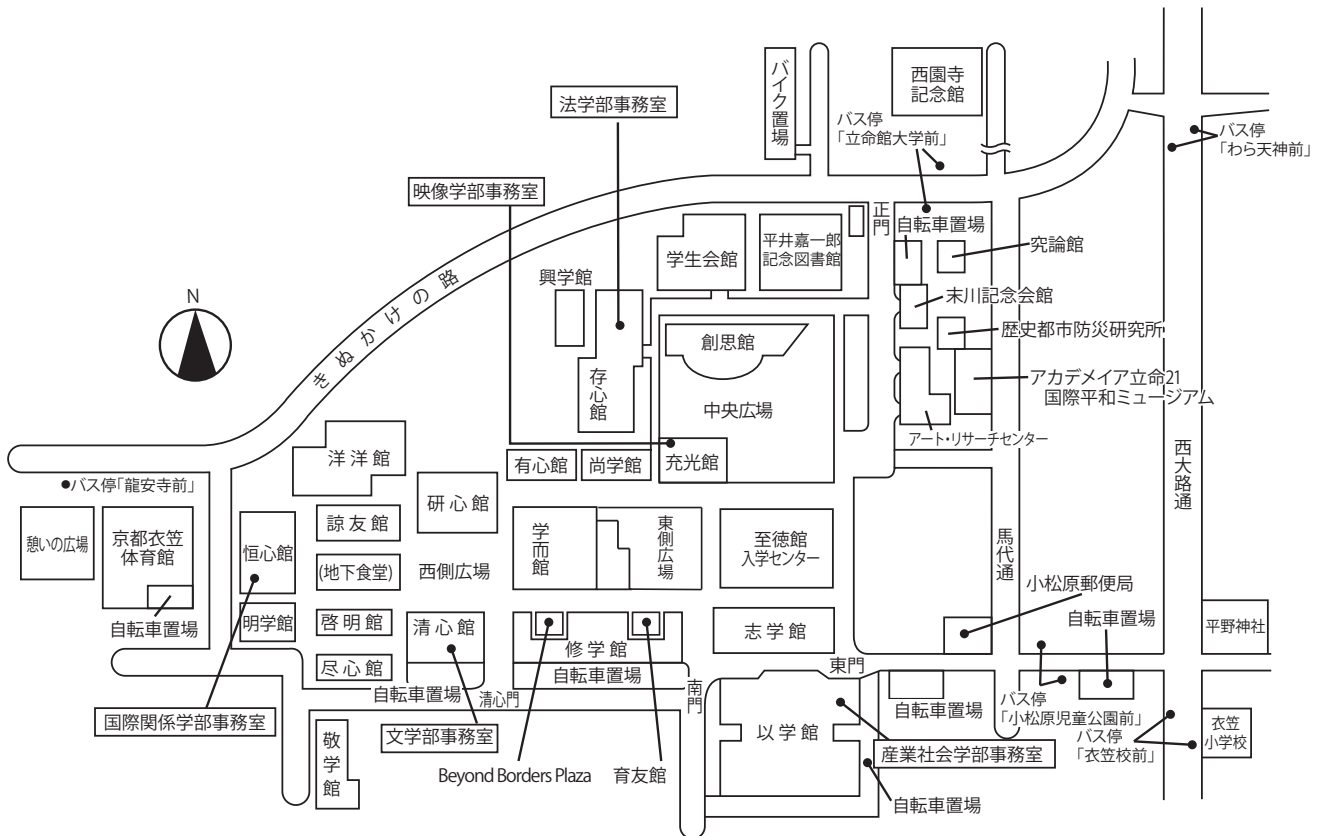 バイク置場
西園寺
記念館
法学部事務室
バス停
「立命館大学前」
バス停
「わら天神前」
映像学部事務室
正門
自転車置場
学生会館
平井嘉一郎
記念図書館
究論館
興学館
末川記念会館
N
きぬかけの路
創思館
歴史都市防災研究所
存心館
アカデメイア立命21
国際平和ミュージアム
中央広場
アート・リサーチセンター
洋洋館
有心館
尚学館
充光館
西大路通
●バス停「龍安寺前」
研心館
憩いの広場
京都衣笠
体育館
恒心館
諒友館
学而館
東側広場
至徳館
入学センター
馬代通
(地下食堂)
西側広場
小松原郵便局
自転車置場
自転車置場
明学館
啓明館
清心館
修学館
志学館
平野神社
尽心館
自転車置場
東門
自転車置場
清心門
南門
自転車置場
バス停
「小松原児童公園前」
国際関係学部事務室
敬学館
文学部事務室
以学館
産業社会学部事務室
バス停
「衣笠校前」
衣笠
小学校
Beyond Borders Plaza
育友館
自転車置場